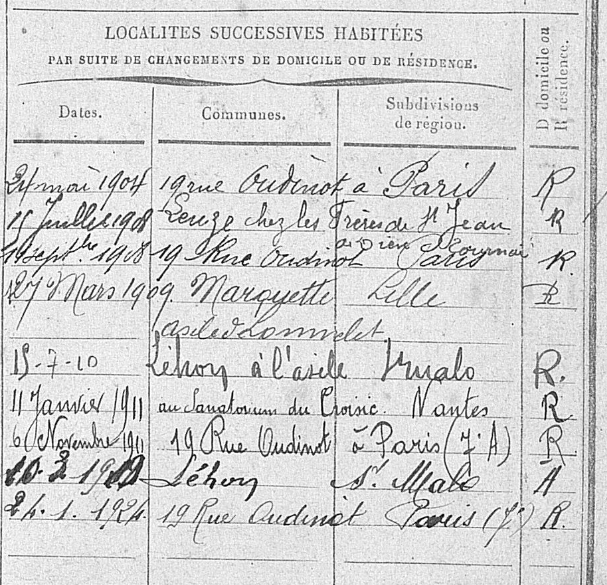 LOCALITES SUCCESSIVES HABITÉES
PAR SUITE DE CHANGEMENTS DE DOMICILE OU DE RÉSIDENCE.
D domicile ou
R résidence.
Dates.
Communes.
Subdivisions
de région.
24 mai 1904 19 rue Oudinot à Paris R
15 Juillet 1908 Leuze chez les Frères de St Jean R
de Dieu Tournai
1 Septbre 1908 19 Rue Oudinot Paris R.
27 Mars 1909. Marquette Lille R
asile de Lommelet
15-7-10 Léhon à l'asile St Malo R.
11 Janvier 1911 au Sanatorium du Croisic. Nantes R
6 Novembre 1911 19 Rue Oudinot à Paris (7e A) R
10. 2. 1912 Léhon St Malo
24. 1. 1924. 19 Rue Oudinot Paris (7e) R.